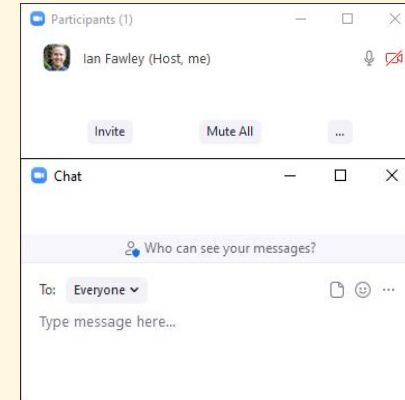 Participants (1)
Ian Fawley (Host, me)
Invite Mute All ...
Chat
Who can see your messages?
To: Everyone
Type message here...